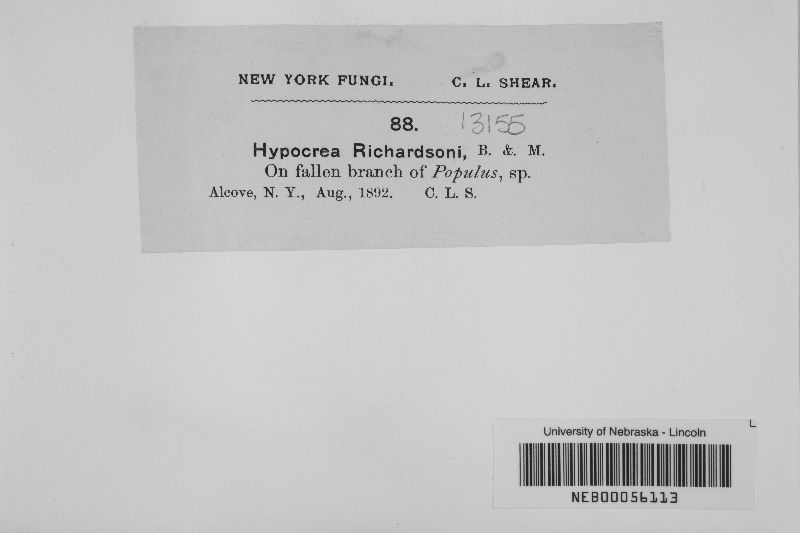 NEW YORK FUNGI. C. L. SHEAR.
88. 13155
Hypocrea Richardsoni, B. &. M.
On fallen branch of Populus, sp.
Alcove, N. Y., Aug., 1892. C. L. S.
L
University of Nebraska - Lincoln
NEB00056113